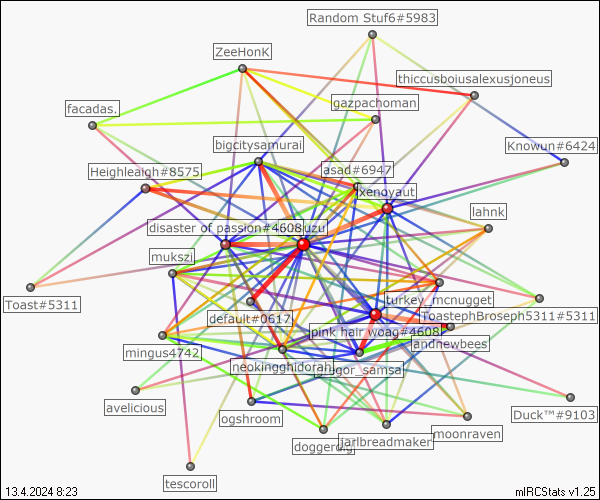 Random Stuf6#5983
ZeeHonK
thiccusboiusalexusjoneus
gazpachoman
facadas.
bigcitysamurai
Knowun#6424
asad#6947
Heighleigh#8575
xenoyaut
lahnk
disaster of passion#4608
uzu
mukszi
turkey_mcnugget
Toast#5311
default#0617
ToastephBroseph5311#5311
pink hair woag#4608
andnewbees
mingus4742
neokingghidorah
gor_samsa
avelicious
ogshroom
Duck™#9103
moonraven
jarlbreadmaker
doggerdig
tescoroll
13.4.2024 8:23
mIRCStats v1.25